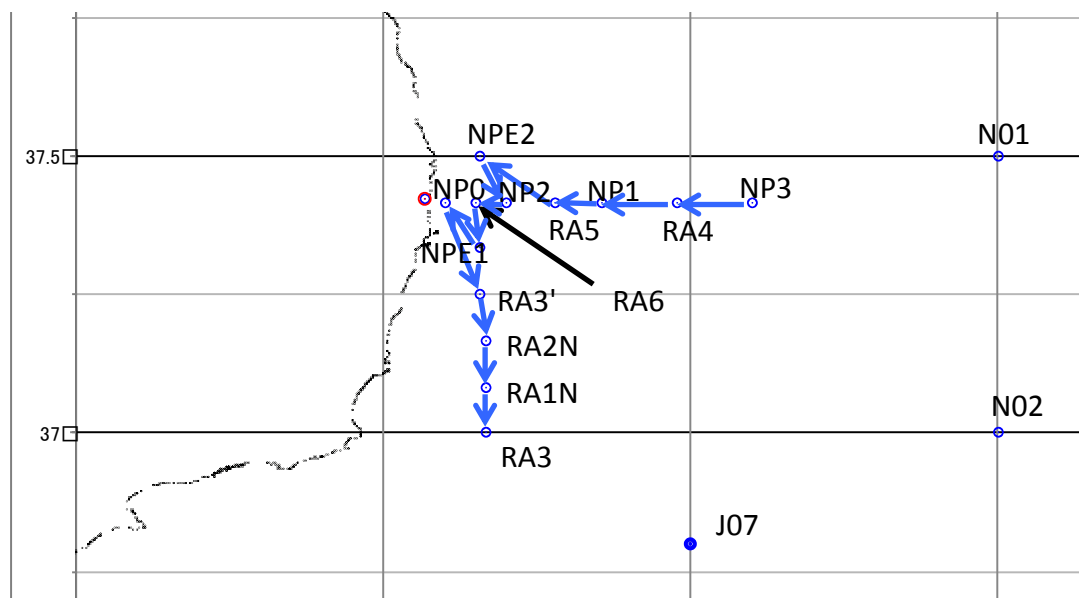 NPE2
N01
37.5
NP0
NP2
NP1
NP3
RA5
RA4
NPE1
RA3'
RA6
RA2N
RA1N
N02
37
RA3
J07